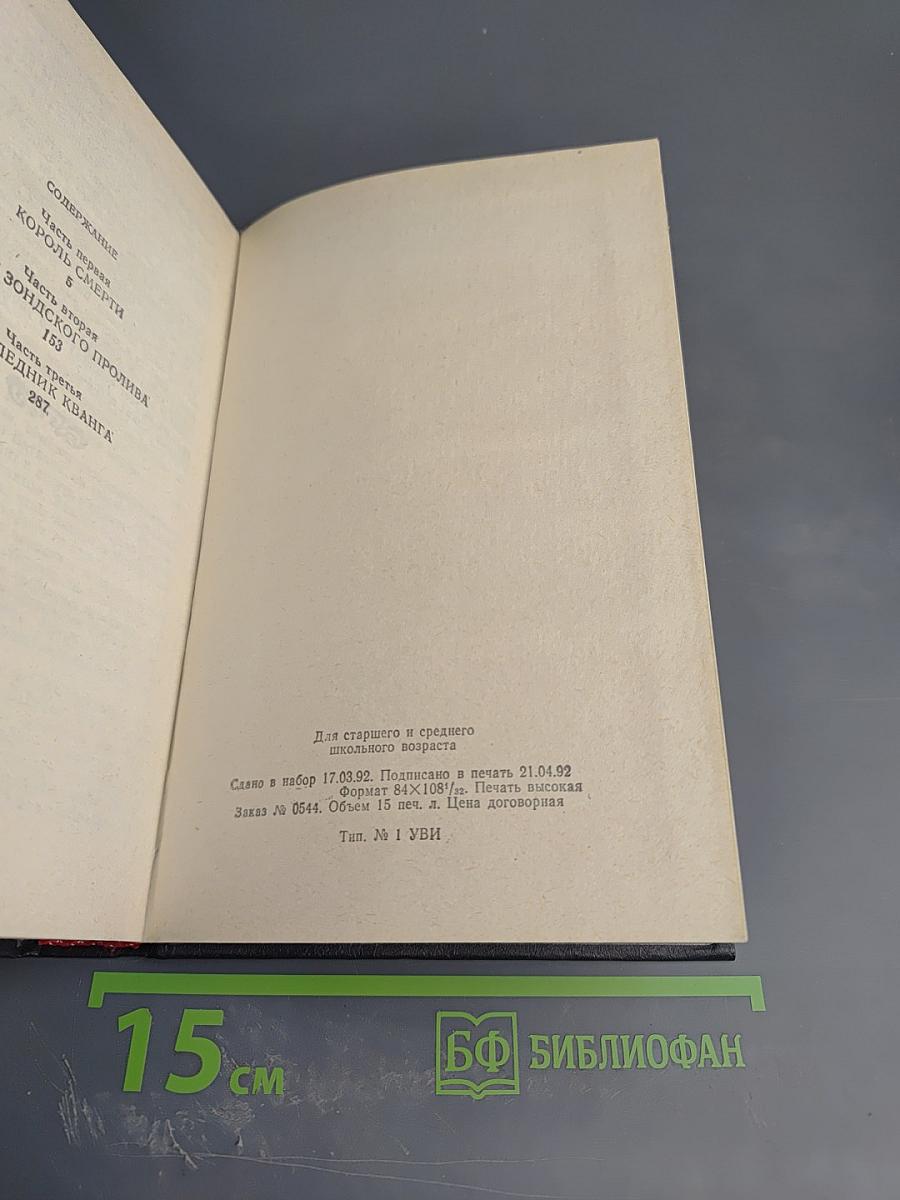 СОДЕРЖАНИЕ
Часть первая
КОРОЛЬ СМЕРТИ
5
Часть вторая
ЗОНДСКОГО ПРОЛИВА
153
Часть третья
ЛЕДНИК КВАНГА
287
Для старшего и среднего
школьного возраста
Сдано в набор 17.03.92. Подписано в печать 21.04.92
Формат 84×108¹/₃₂. Печать высокая
Заказ № 0544. Объем 15 печ. л. Цена договорная
Тип. № 1 УВИ
15 см
БФ БИБЛИОФАН